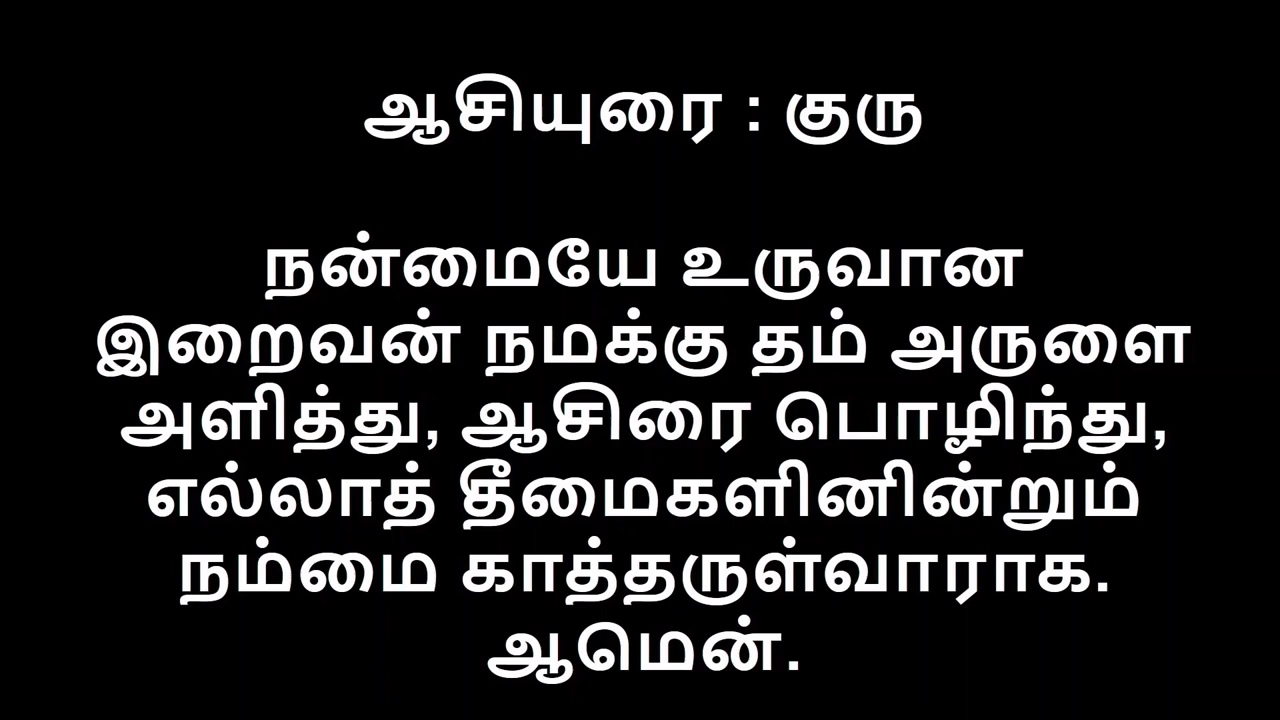 ஆசியுரை : குரு
நன்மையே உருவான
இறைவன் நமக்கு தம் அருளை
அளித்து, ஆசிரை பொழிந்து,
எல்லாத் தீமைகளினின்றும்
நம்மை காத்தருள்வாராக.
ஆமென்.